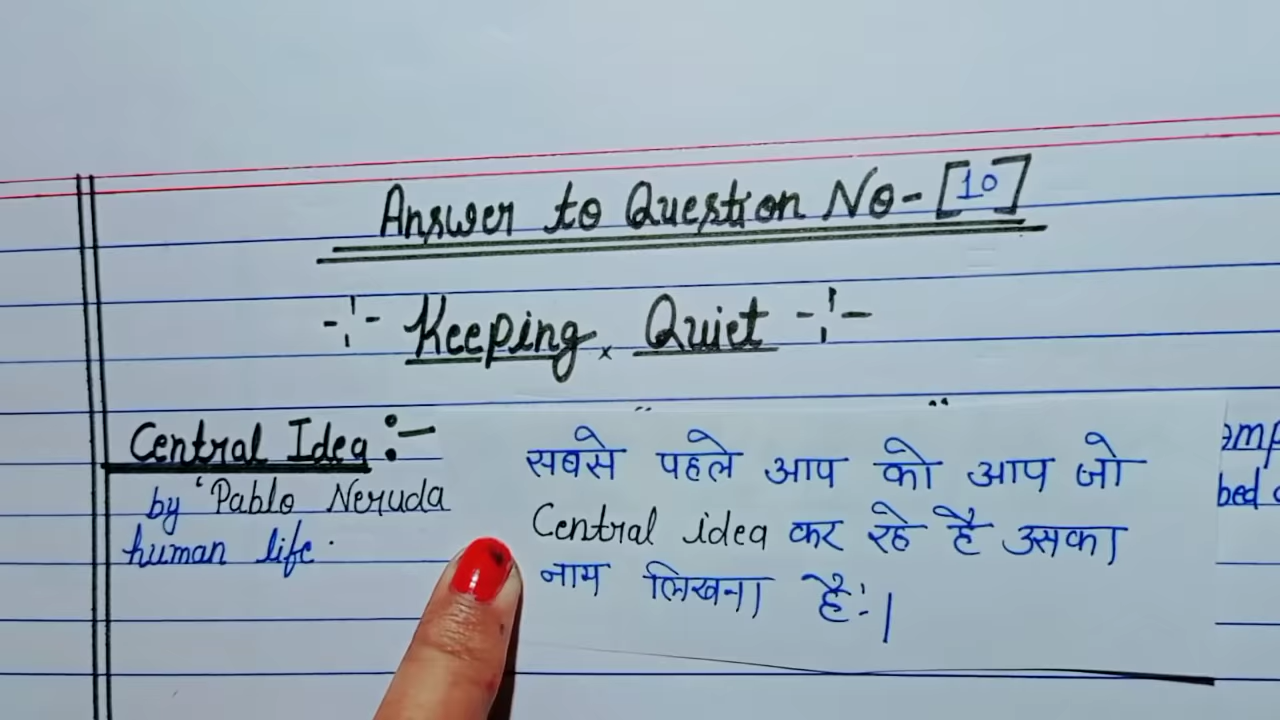 Answer to Question No-[10]
-:- Keeping Quiet -:-
Central Idea :-
by 'Pablo Neruda
human life.
सबसे पहले आप को आप जो
Central idea कर रहे है उसका
नाम लिखना है:-|